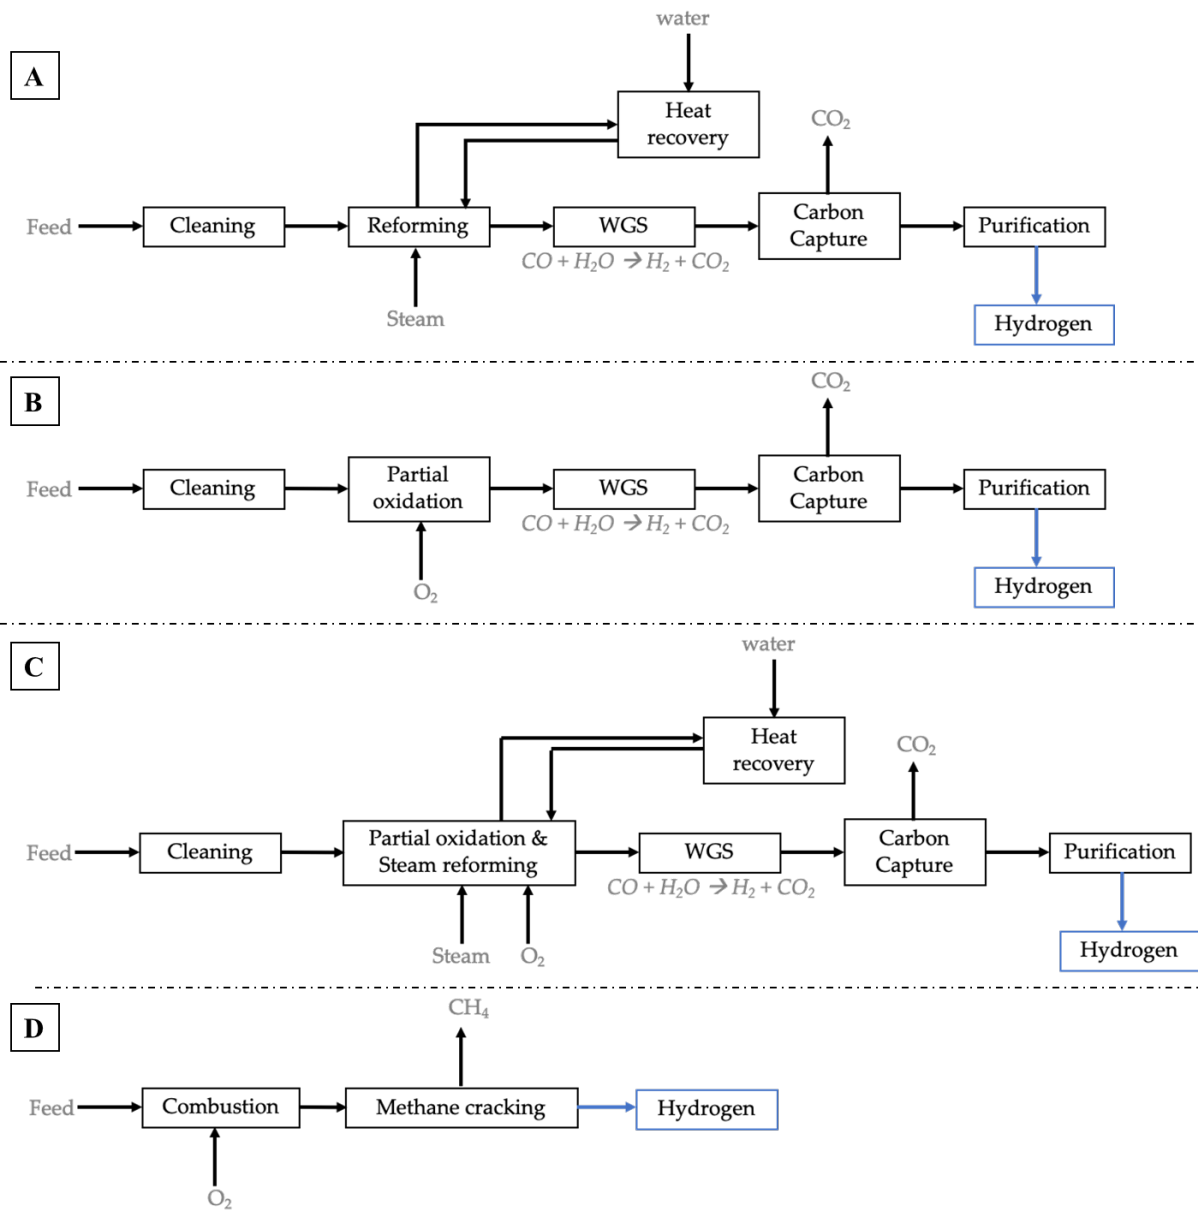 water
A
Heat
recovery
CO₂
Feed
Cleaning
Reforming
WGS
Carbon
Capture
Purification
CO + H₂O → H₂ + CO₂
Steam
Hydrogen
B
CO₂
Feed
Cleaning
Partial
oxidation
WGS
Carbon
Capture
Purification
CO + H₂O → H₂ + CO₂
O₂
Hydrogen
C
water
Heat
recovery
CO₂
Feed
Cleaning
Partial oxidation &
Steam reforming
WGS
Carbon
Capture
Purification
CO + H₂O → H₂ + CO₂
Steam
O₂
Hydrogen
D
CH₄
Feed
Combustion
Methane cracking
Hydrogen
O₂